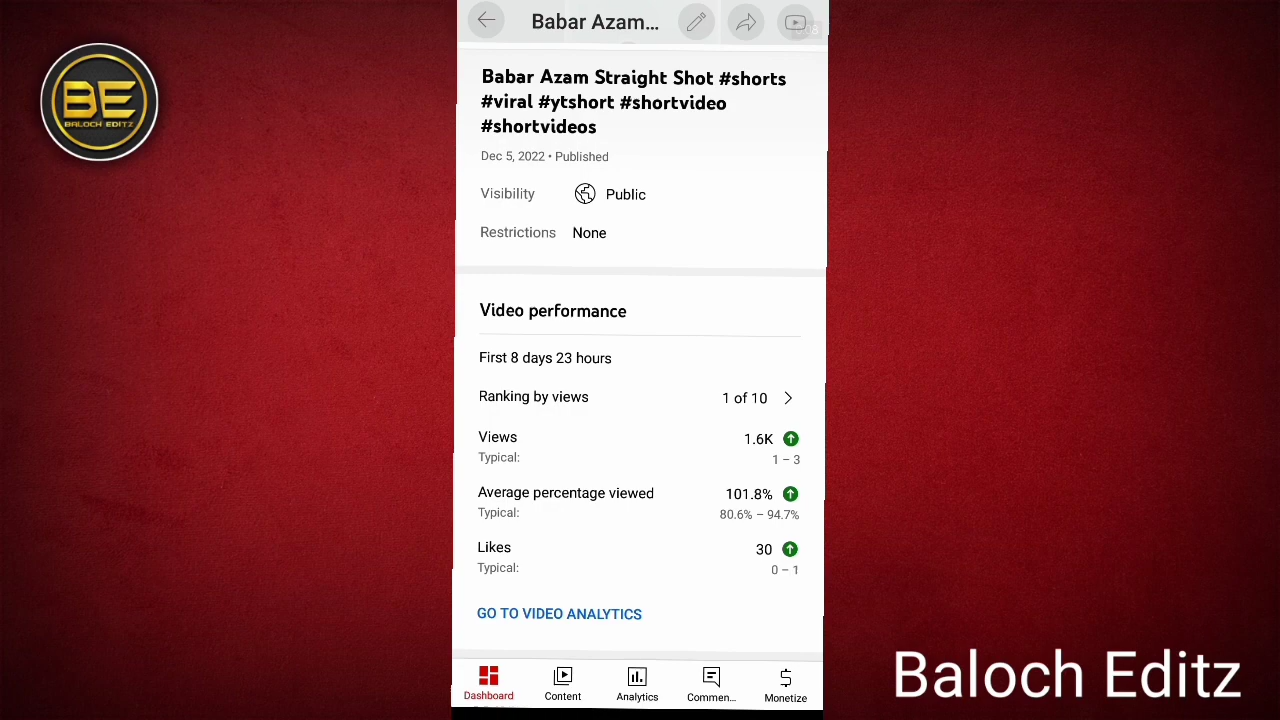 BE
BALOCH EDITZ
Babar Azam...
Babar Azam Straight Shot #shorts
#viral #ytshort #shortvideo
#shortvideos
Dec 5, 2022 • Published
Visibility Public
Restrictions None
Video performance
First 8 days 23 hours
Ranking by views 1 of 10
Views 1.6K
Typical: 1 – 3
Average percentage viewed 101.8%
Typical: 80.6% – 94.7%
Likes 30
Typical: 0 – 1
GO TO VIDEO ANALYTICS
Dashboard Content Analytics Commen... Monetize
Baloch Editz